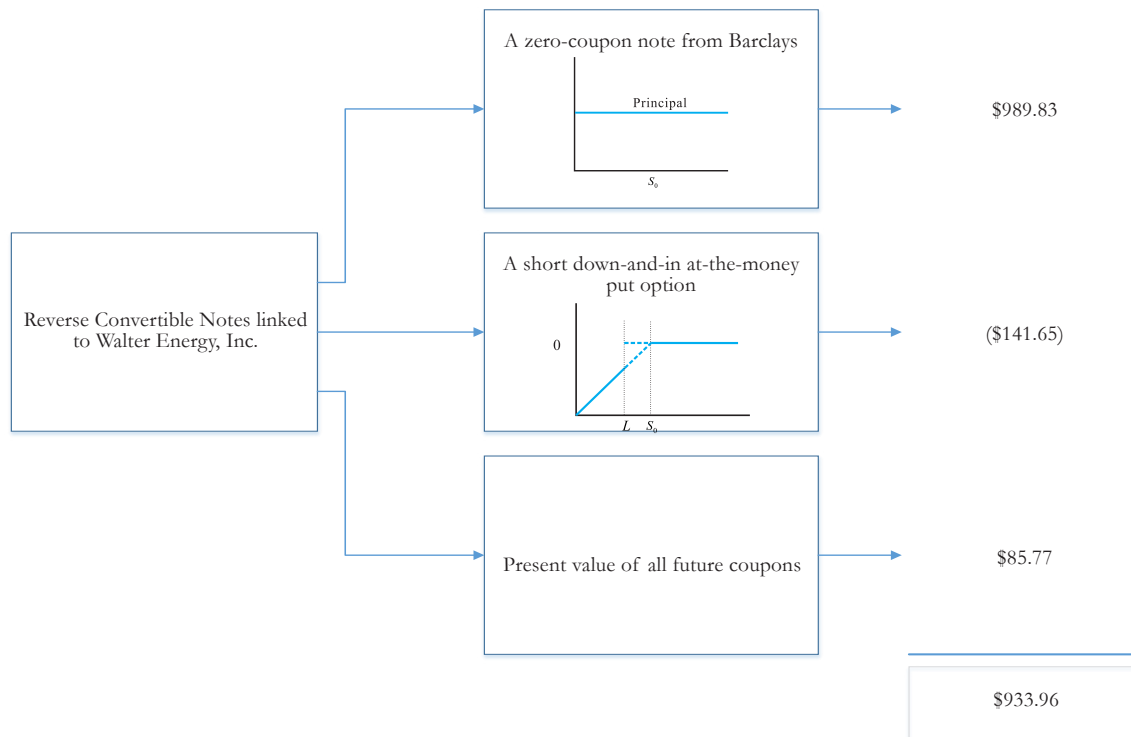 A zero-coupon note from Barclays
Principal
S₀
$989.83
Reverse Convertible Notes linked
to Walter Energy, Inc.
A short down-and-in at-the-money
put option
0
L S₀
($141.65)
Present value of all future coupons
$85.77
$933.96